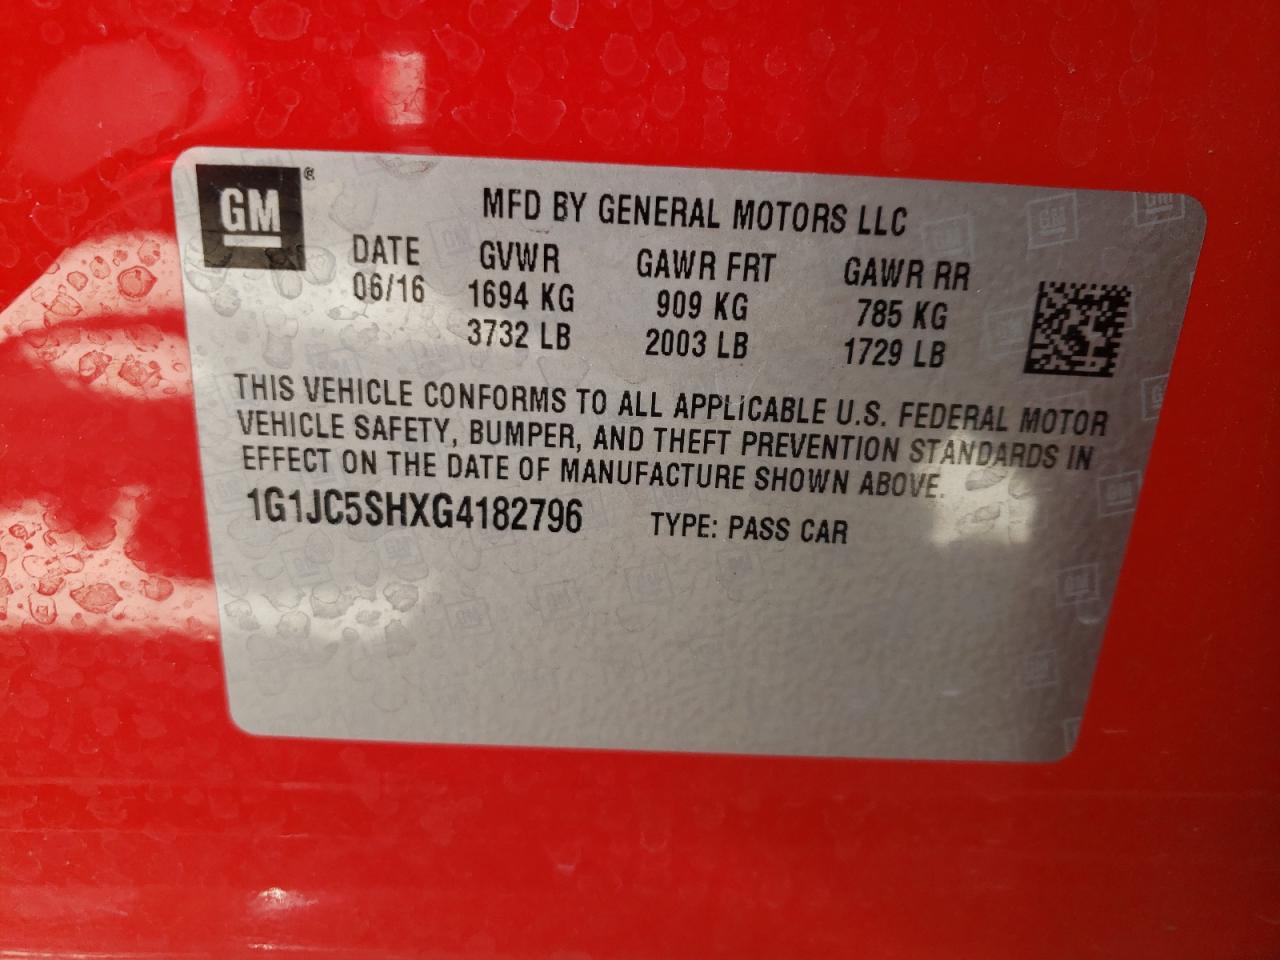 GM ®
MFD BY GENERAL MOTORS LLC
DATE GVWR GAWR FRT GAWR RR
06/16 1694 KG 909 KG 785 KG
3732 LB 2003 LB 1729 LB
THIS VEHICLE CONFORMS TO ALL APPLICABLE U.S. FEDERAL MOTOR
VEHICLE SAFETY, BUMPER, AND THEFT PREVENTION STANDARDS IN
EFFECT ON THE DATE OF MANUFACTURE SHOWN ABOVE.
1G1JC5SHXG4182796 TYPE: PASS CAR